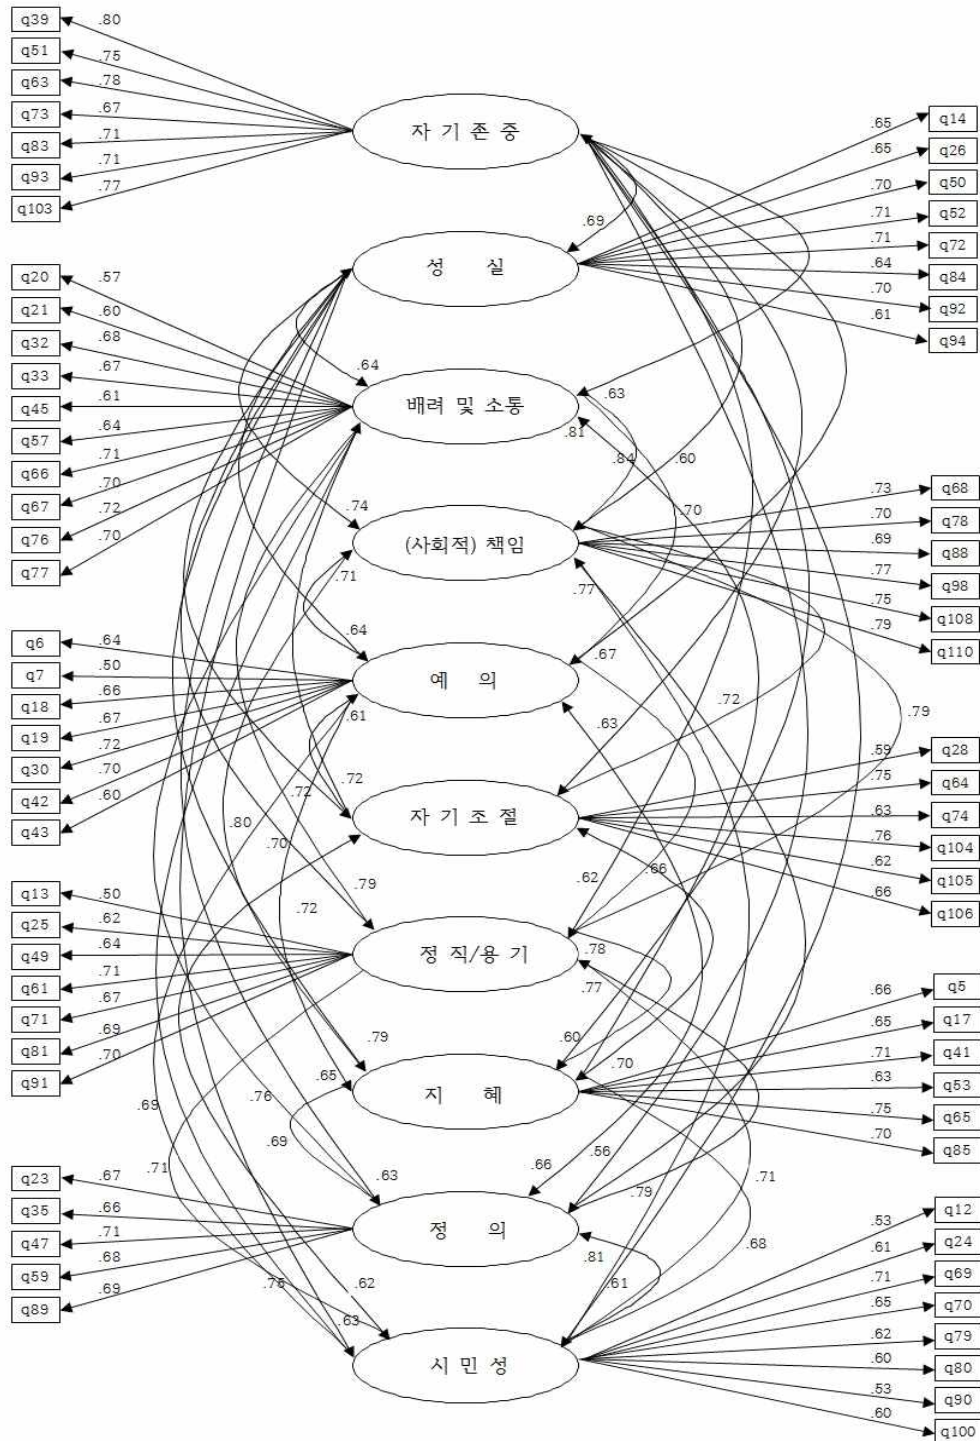 q39 .80
q51 .75
q63 .78
q73 .67
q83 .71
q93 .71
q103 .77
자기존중
q14 .65
q26 .65
q50 .70
q52 .71
q72 .71
q84 .64
q92 .70
q94 .61
.69
성 실
q20 .57
q21 .60
q32 .68
q33 .67
q45 .61
q57 .64
q66 .71
q67 .70
q76 .72
q77 .70
.64
배려 및 소통
.63
.81
.84
.60
.74
.70
(사회적) 책임
q68 .73
q78 .70
q88 .69
q98 .77
q108 .75
q110 .79
.71
.77
q6 .64
q7 .50
q18 .66
q19 .67
q30 .72
q42 .70
q43 .60
.64
.67
예 의
.61
.63
.72
.79
q28 .59
q64 .75
q74 .63
q104 .76
q105 .62
q106 .66
.72
.72
자기조절
.80
.70
.79
.62
.66
q13 .50
q25 .62
q49 .64
q61 .71
q71 .67
q81 .69
q91 .70
.72
정직/용기
.78
.77
q5 .66
q17 .65
q41 .71
q53 .63
q65 .75
q85 .70
.79
.60
.65
.70
지 혜
.76
.69
.69
.56
q23 .67
q35 .66
q47 .71
q59 .68
q89 .69
.71
.63
.66
.79
.71
정 의
.68
q12 .53
q24 .61
q69 .71
q70 .65
q79 .62
q80 .60
q90 .53
q100 .60
.81
.62
.61
.63
시민성